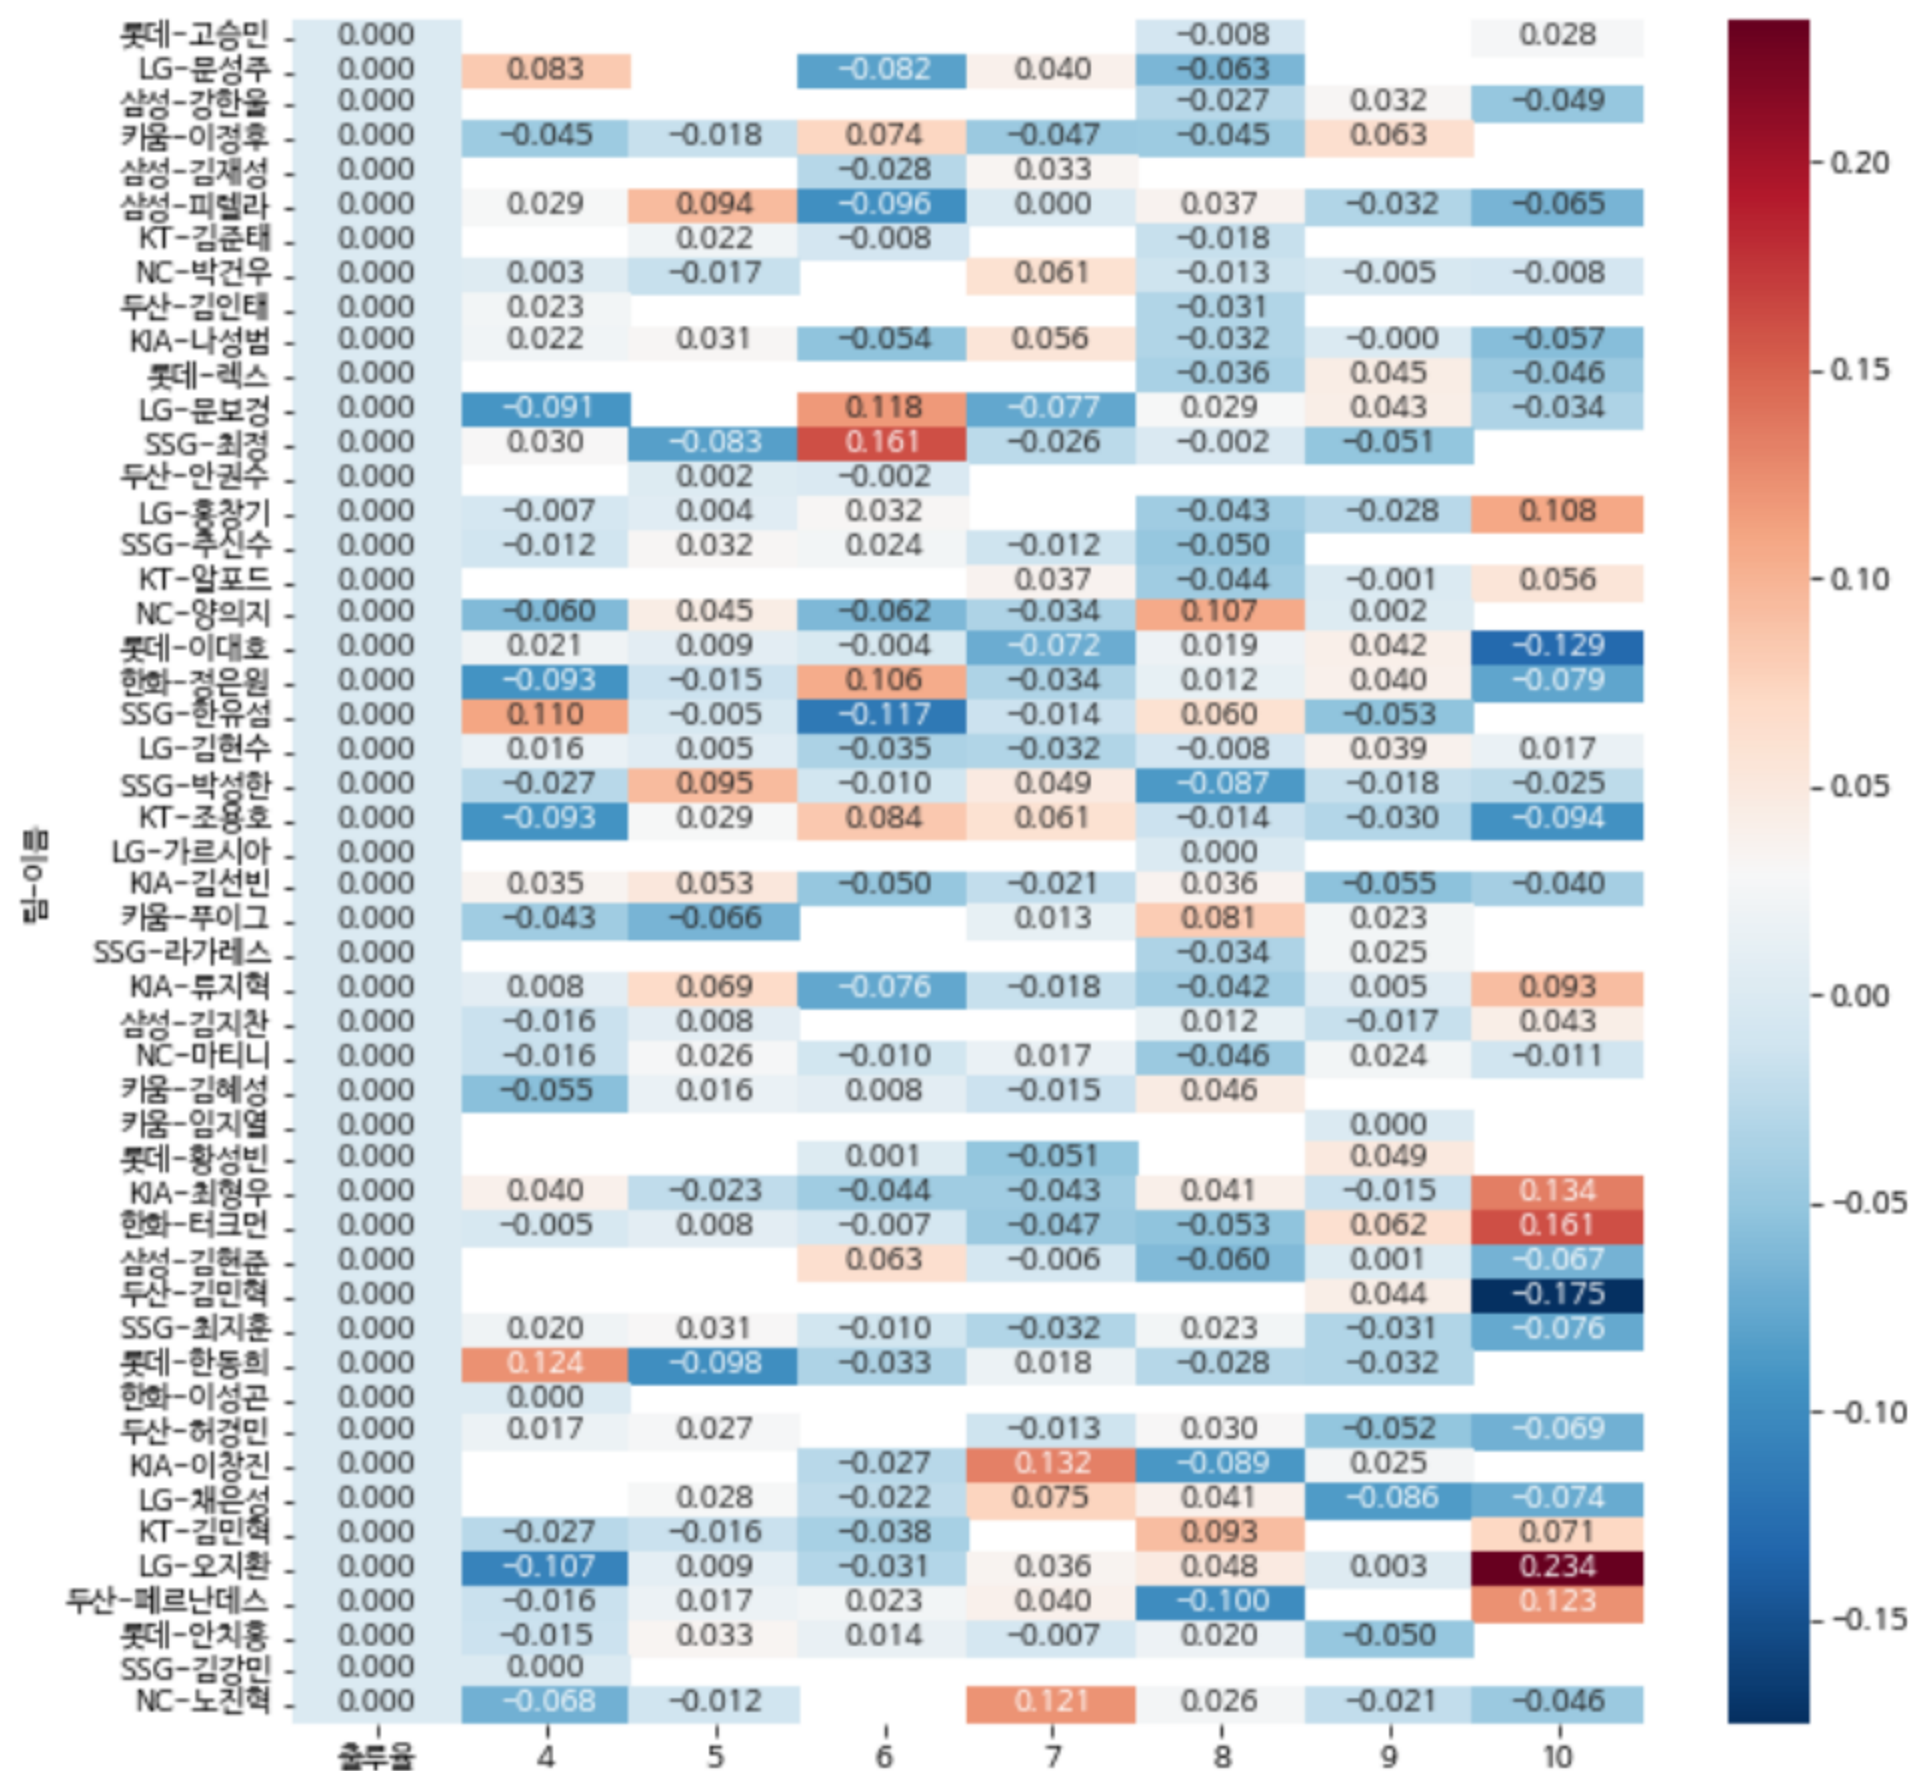 롯데-고승민 0.000 -0.008 0.028
LG-문성주 0.000 0.083 -0.082 0.040 -0.063
삼성-강한울 0.000 -0.027 0.032 -0.049
키움-이정후 0.000 -0.045 -0.018 0.074 -0.047 -0.045 0.063
삼성-김재성 0.000 -0.028 0.033
삼성-피렐라 0.000 0.029 0.094 -0.096 0.000 0.037 -0.032 -0.065
KT-김준태 0.000 0.022 -0.008 -0.018
NC-박건우 0.000 0.003 -0.017 0.061 -0.013 -0.005 -0.008
두산-김인태 0.000 0.023 -0.031
KIA-나성범 0.000 0.022 0.031 -0.054 0.056 -0.032 -0.000 -0.057
롯데-렉스 0.000 -0.036 0.045 -0.046
LG-문보경 0.000 -0.091 0.118 -0.077 0.029 0.043 -0.034
SSG-최정 0.000 0.030 -0.083 0.161 -0.026 -0.002 -0.051
두산-안권수 0.000 0.002 -0.002
LG-홍창기 0.000 -0.007 0.004 0.032 -0.043 -0.028 0.108
SSG-추신수 0.000 -0.012 0.032 0.024 -0.012 -0.050
KT-알포드 0.000 0.037 -0.044 -0.001 0.056
NC-양의지 0.000 -0.060 0.045 -0.062 -0.034 0.107 0.002
롯데-이대호 0.000 0.021 0.009 -0.004 -0.072 0.019 0.042 -0.129
한화-정은원 0.000 -0.093 -0.015 0.106 -0.034 0.012 0.040 -0.079
SSG-한유섬 0.000 0.110 -0.005 -0.117 -0.014 0.060 -0.053
LG-김현수 0.000 0.016 0.005 -0.035 -0.032 -0.008 0.039 0.017
SSG-박성한 0.000 -0.027 0.095 -0.010 0.049 -0.087 -0.018 -0.025
KT-조용호 0.000 -0.093 0.029 0.084 0.061 -0.014 -0.030 -0.094
LG-가르시아 0.000 0.000
KIA-김선빈 0.000 0.035 0.053 -0.050 -0.021 0.036 -0.055 -0.040
키움-푸이그 0.000 -0.043 -0.066 0.013 0.081 0.023
SSG-라가레스 0.000 -0.034 0.025
KIA-류지혁 0.000 0.008 0.069 -0.076 -0.018 -0.042 0.005 0.093
삼성-김지찬 0.000 -0.016 0.008 0.012 -0.017 0.043
NC-마티니 0.000 -0.016 0.026 -0.010 0.017 -0.046 0.024 -0.011
키움-김혜성 0.000 -0.055 0.016 0.008 -0.015 0.046
키움-임지열 0.000 0.000
롯데-황성빈 0.000 0.001 -0.051 0.049
KIA-최형우 0.000 0.040 -0.023 -0.044 -0.043 0.041 -0.015 0.134
한화-터크먼 0.000 -0.005 0.008 -0.007 -0.047 -0.053 0.062 0.161
삼성-김현준 0.000 0.063 -0.006 -0.060 0.001 -0.067
두산-김민혁 0.000 0.044 -0.175
SSG-최지훈 0.000 0.020 0.031 -0.010 -0.032 0.023 -0.031 -0.076
롯데-한동희 0.000 0.124 -0.098 -0.033 0.018 -0.028 -0.032
한화-이성곤 0.000 0.000
두산-허경민 0.000 0.017 0.027 -0.013 0.030 -0.052 -0.069
KIA-이창진 0.000 -0.027 0.132 -0.089 0.025
LG-채은성 0.000 0.028 -0.022 0.075 0.041 -0.086 -0.074
KT-김민혁 0.000 -0.027 -0.016 -0.038 0.093 0.071
LG-오지환 0.000 -0.107 0.009 -0.031 0.036 0.048 0.003 0.234
두산-페르난데스 0.000 -0.016 0.017 0.023 0.040 -0.100 0.123
롯데-안치홍 0.000 -0.015 0.033 0.014 -0.007 0.020 -0.050
SSG-김강민 0.000 0.000
NC-노진혁 0.000 -0.068 -0.012 0.121 0.026 -0.021 -0.046
출루율 4 5 6 7 8 9 10
팀-이름
0.20
0.15
0.10
0.05
0.00
-0.05
-0.10
-0.15